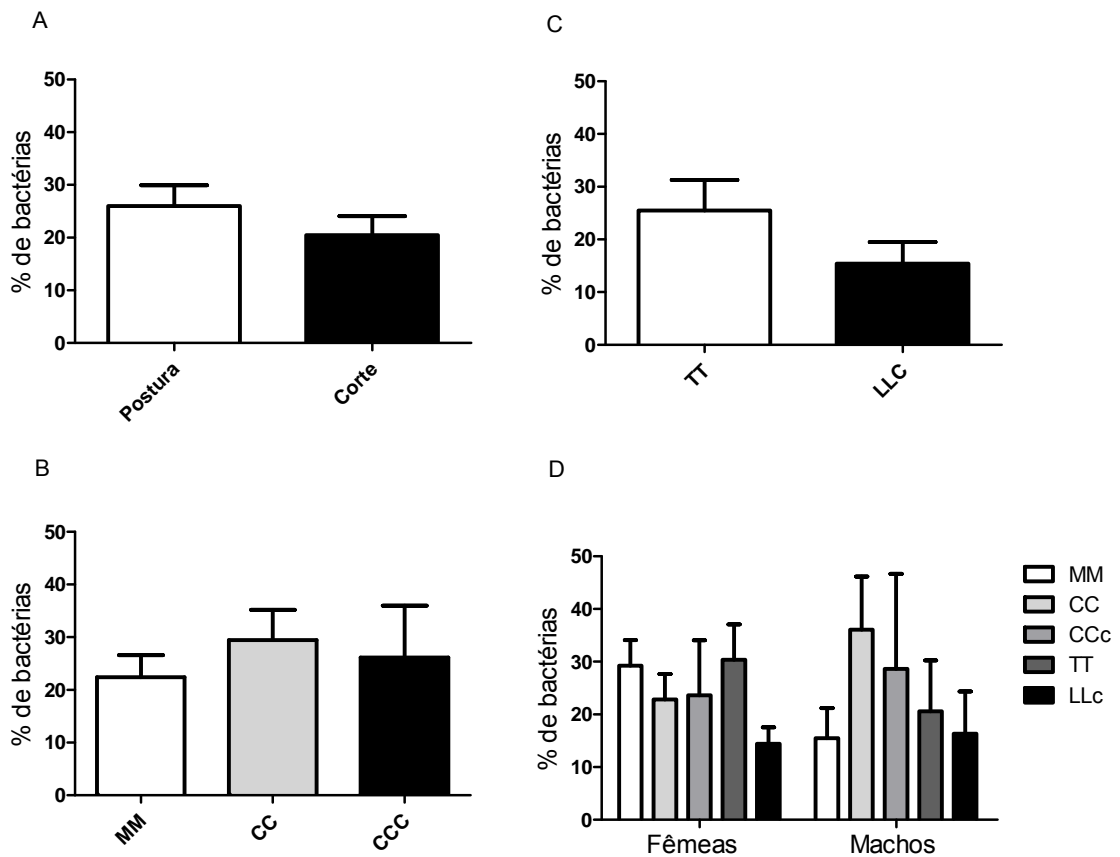 A
% de bactérias
50
40
30
20
10
0
Postura
Corte
C
% de bactérias
50
40
30
20
10
0
TT
LLC
B
% de bactérias
50
40
30
20
10
0
MM
CC
CCC
D
% de bactérias
50
40
30
20
10
0
Fêmeas
Machos
MM
CC
CCc
TT
LLc